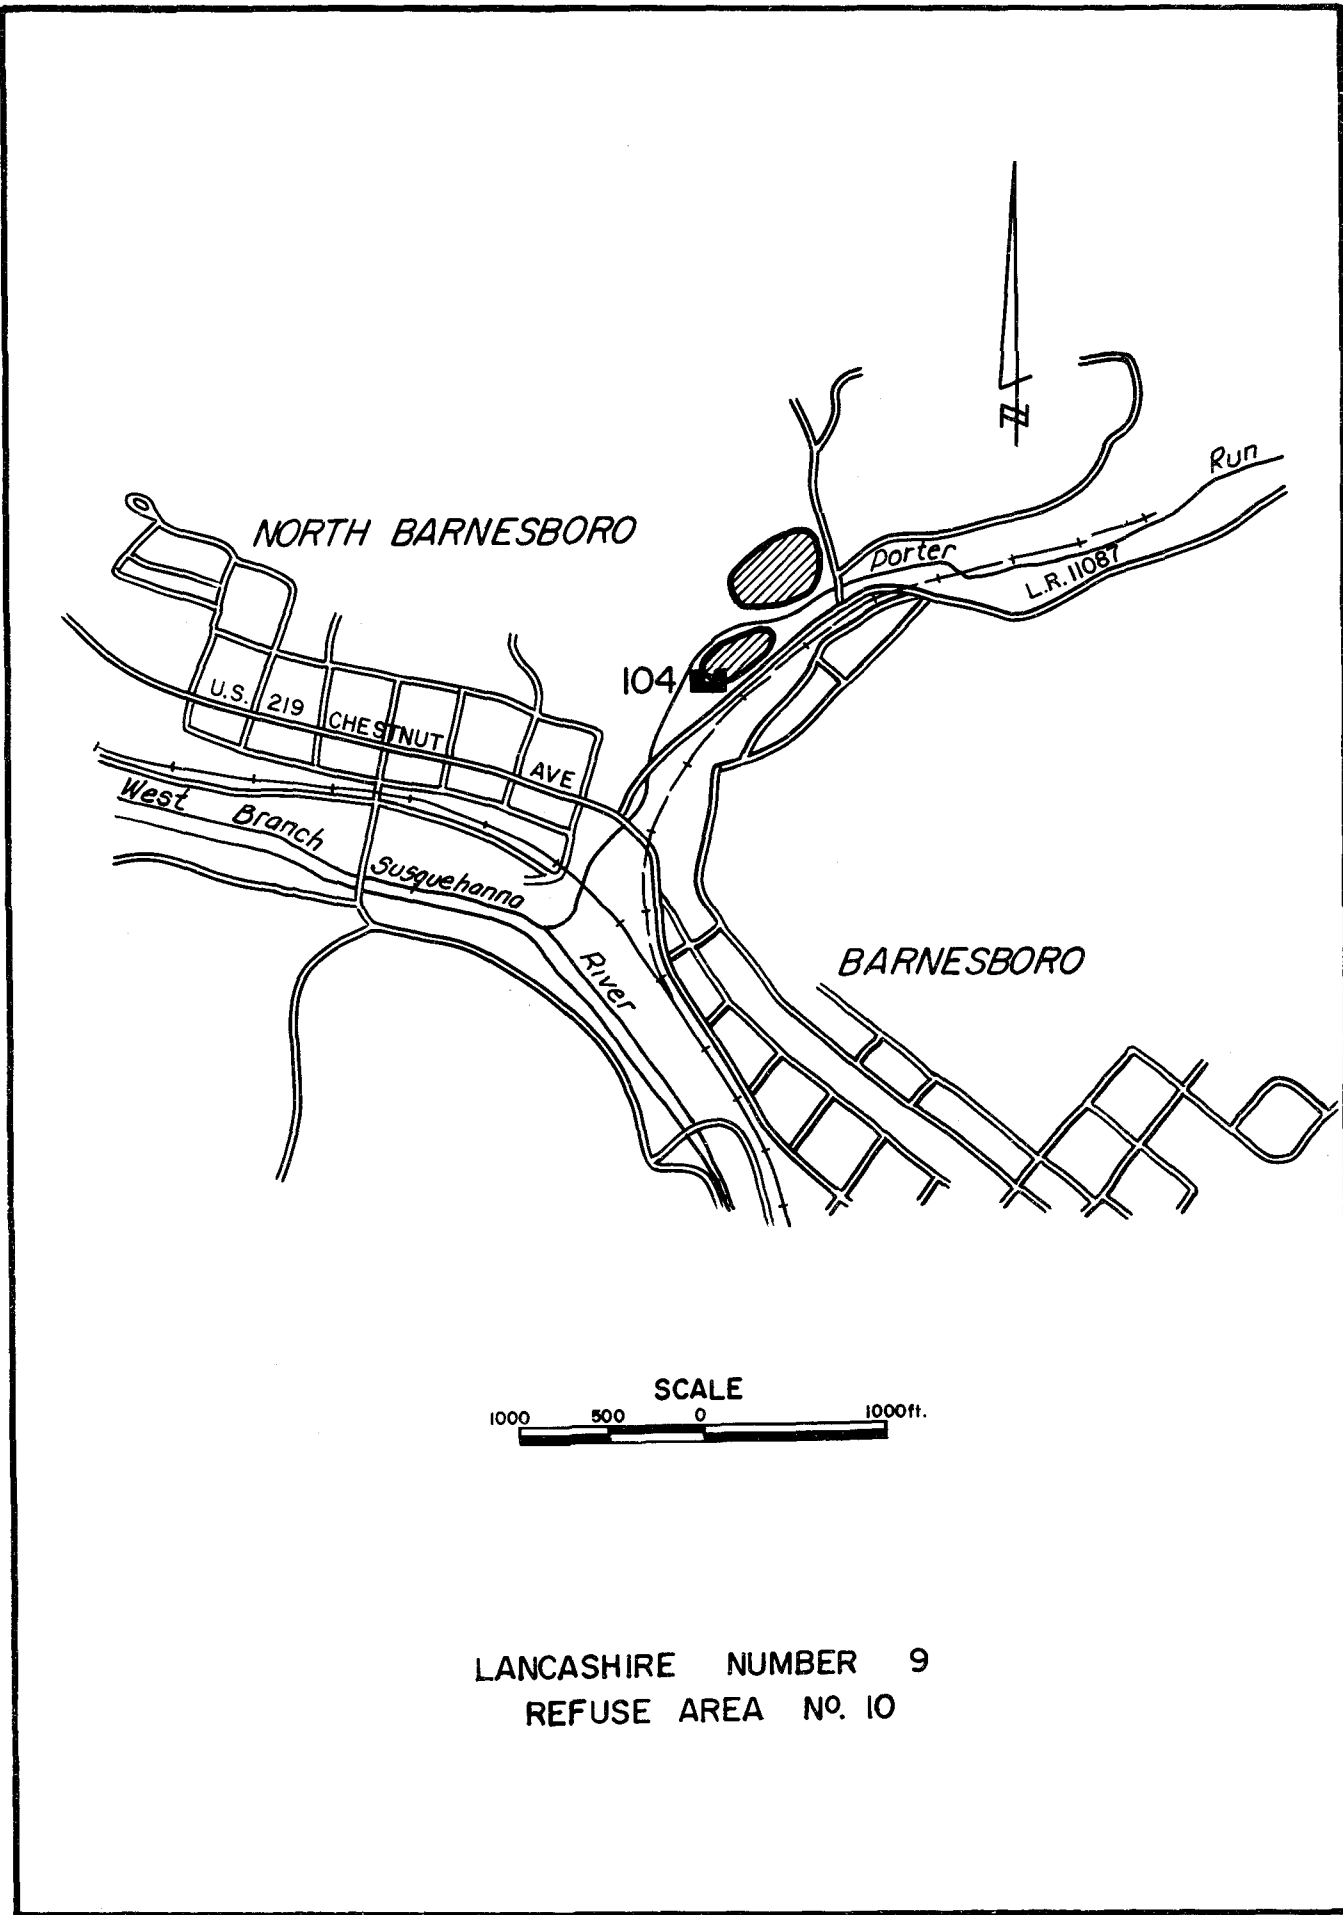 N
Run
NORTH BARNESBORO
Porter
L.R. 11087
104
U.S. 219
CHESTNUT
AVE
West Branch
Susquehanna
River
BARNESBORO
SCALE
1000 500 0 1000ft.
LANCASHIRE NUMBER 9
REFUSE AREA No. 10